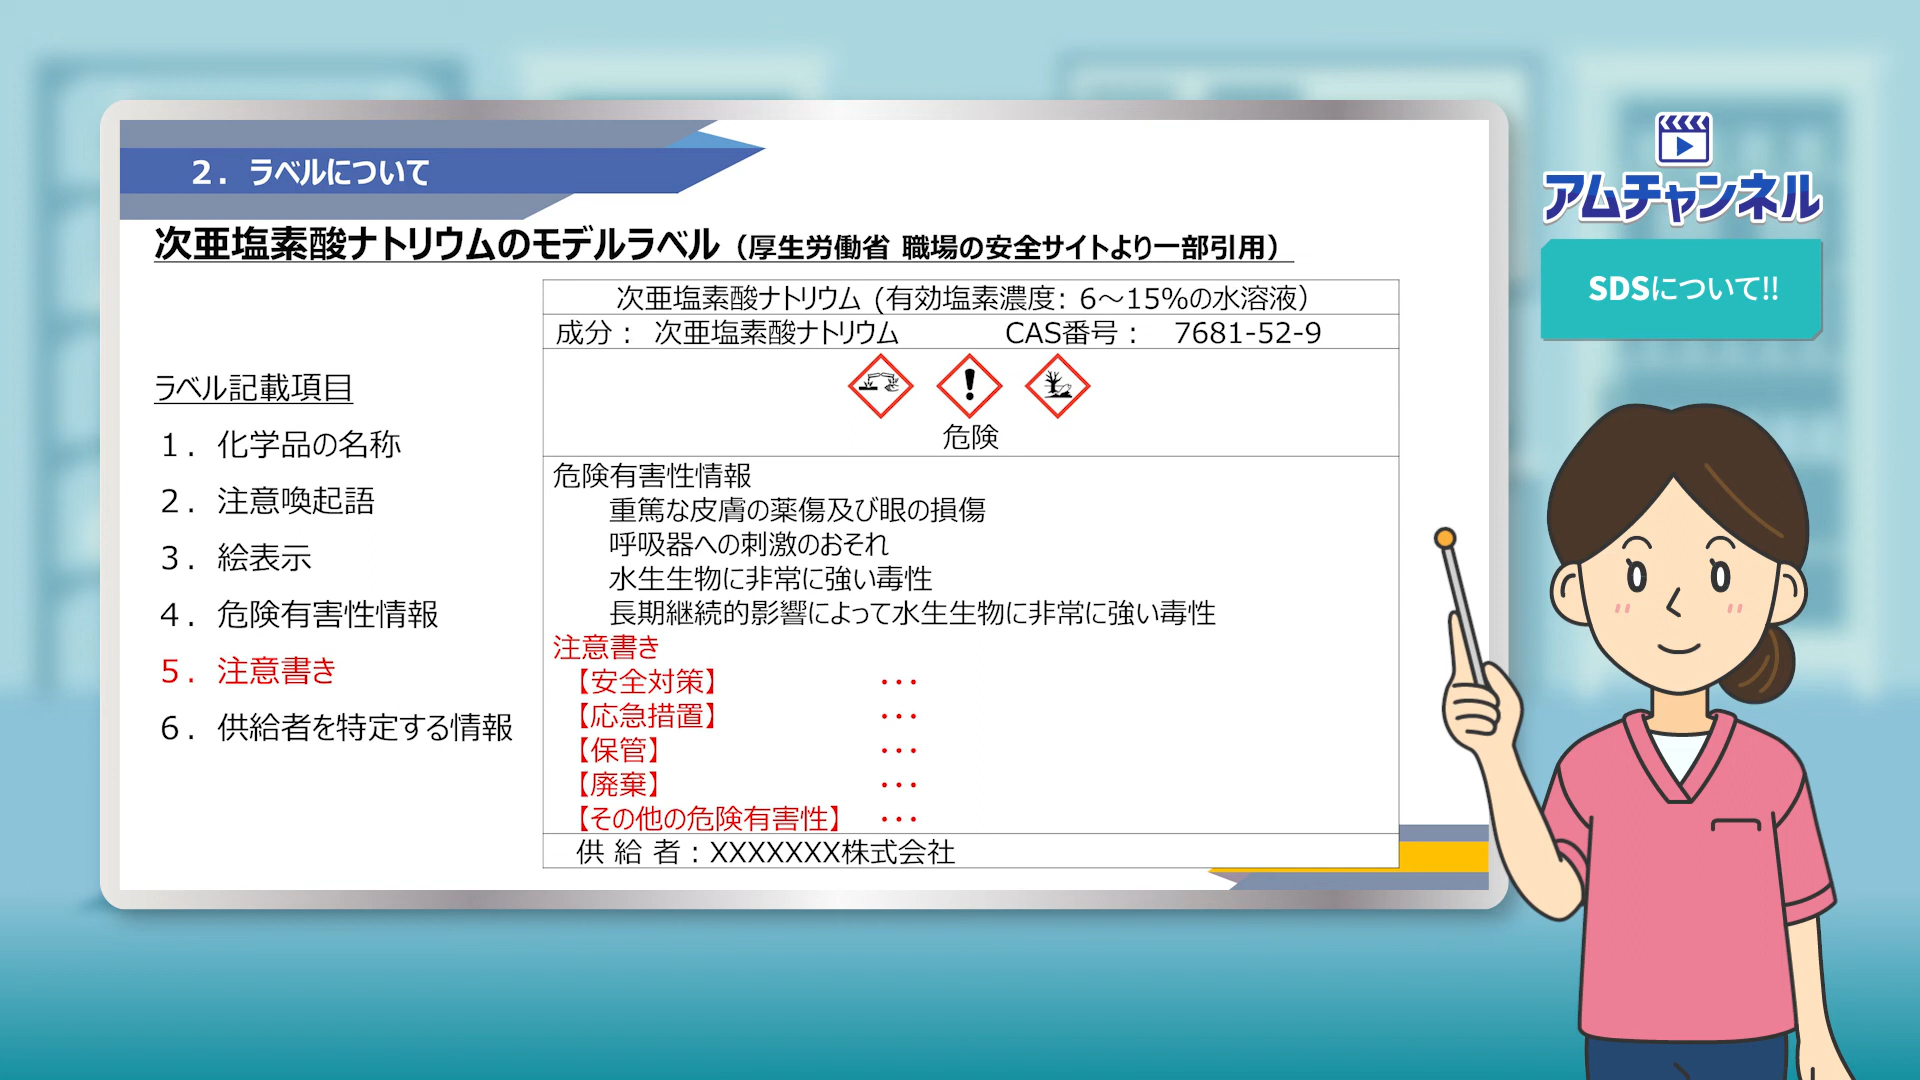 2．ラベルについて
次亜塩素酸ナトリウムのモデルラベル（厚生労働省 職場の安全サイトより一部引用）
ラベル記載項目
1．化学品の名称
2．注意喚起語
3．絵表示
4．危険有害性情報
5．注意書き
6．供給者を特定する情報
次亜塩素酸ナトリウム (有効塩素濃度: 6～15%の水溶液)
成分： 次亜塩素酸ナトリウム CAS番号： 7681-52-9
危険
危険有害性情報
重篤な皮膚の薬傷及び眼の損傷
呼吸器への刺激のおそれ
水生生物に非常に強い毒性
長期継続的影響によって水生生物に非常に強い毒性
注意書き
【安全対策】 ･･･
【応急措置】 ･･･
【保管】 ･･･
【廃棄】 ･･･
【その他の危険有害性】 ･･･
供 給 者：XXXXXXX株式会社
アムチャンネル
SDSについて!!